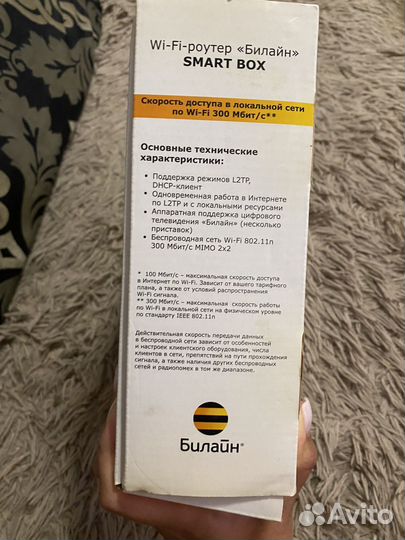 Wi-Fi-роутер «Билайн»
SMART BOX
Скорость доступа в локальной сети
по Wi-Fi 300 Мбит/с**
Основные технические
характеристики:
• Поддержка режимов L2TP,
DHCP-клиент
• Одновременная работа в Интернете
по L2TP и с локальными ресурсами
• Аппаратная поддержка цифрового
телевидения «Билайн» (несколько
приставок)
• Беспроводная сеть Wi-Fi 802.11n
300 Мбит/с MIMO 2x2
* 100 Мбит/с – максимальная скорость доступа
в Интернет по Wi-Fi. Зависит от вашего тарифного
плана, а также от условий распространения
Wi-Fi сигнала.
** 300 Мбит/с – максимальная скорость работы
по Wi-Fi в локальной сети на физическом уровне
по стандарту IEEE 802.11n
Действительная скорость передачи данных
в беспроводной сети зависит от особенностей
и настроек клиентского оборудования, числа
клиентов в сети, препятствий на пути прохождения
сигнала, а также наличия других беспроводных
сетей и радиопомех в том же диапазоне.
Билайн®
Avito